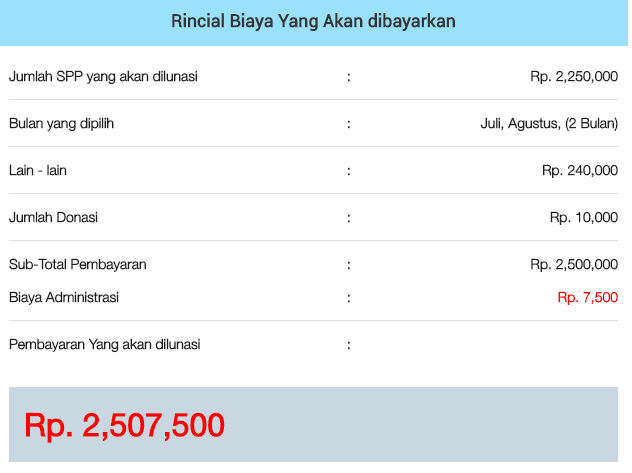 Rincial Biaya Yang Akan dibayarkan
Jumlah SPP yang akan dilunasi : Rp. 2,250,000
Bulan yang dipilih : Juli, Agustus, (2 Bulan)
Lain - lain : Rp. 240,000
Jumlah Donasi : Rp. 10,000
Sub-Total Pembayaran : Rp. 2,500,000
Biaya Administrasi : Rp. 7,500
Pembayaran Yang akan dilunasi :
Rp. 2,507,500